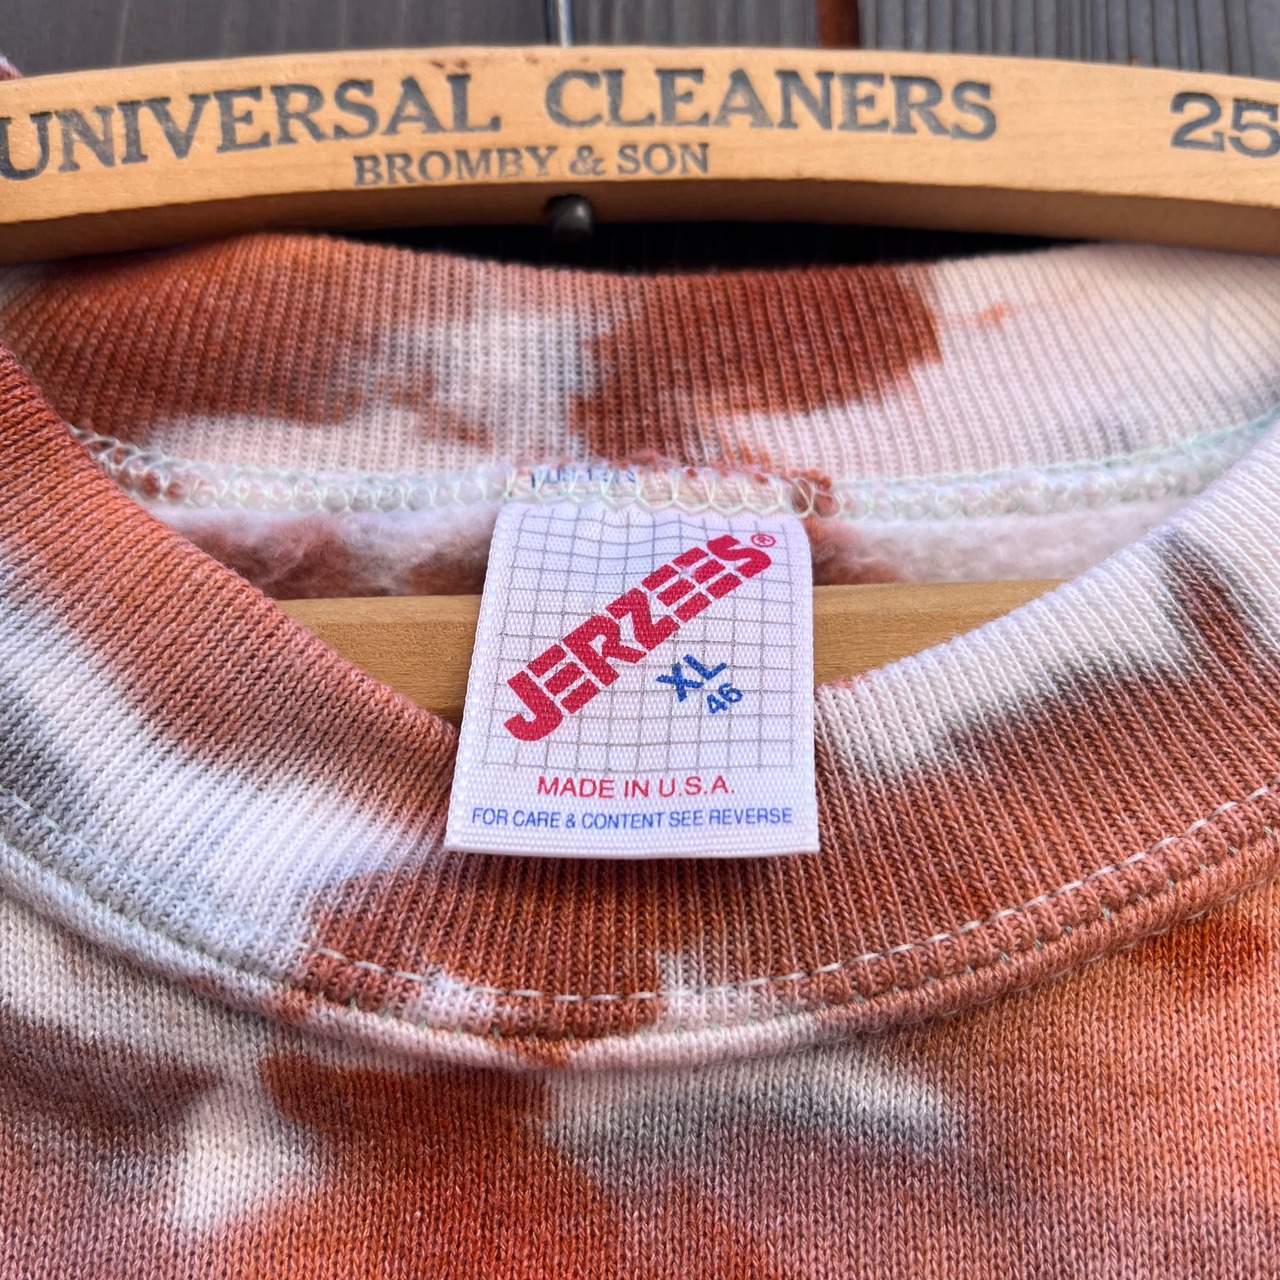 UNIVERSAL CLEANERS 25
BROMBY & SON
JERZEES®
XL
46
MADE IN U.S.A.
FOR CARE & CONTENT SEE REVERSE